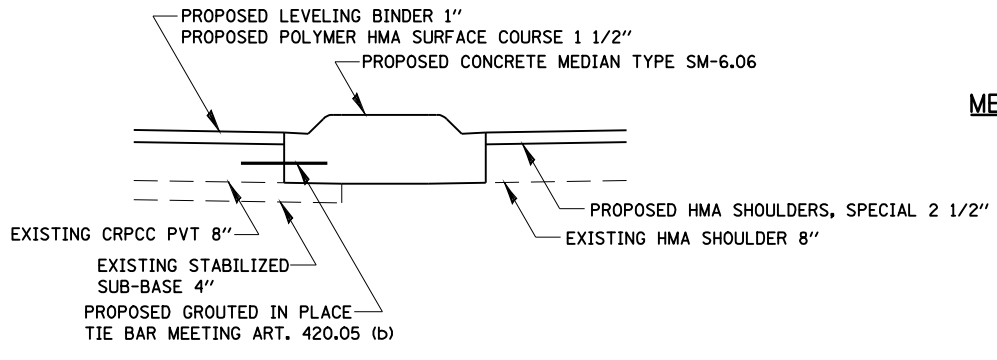 PROPOSED LEVELING BINDER 1"
PROPOSED POLYMER HMA SURFACE COURSE 1 1/2"
PROPOSED CONCRETE MEDIAN TYPE SM-6.06
ME
PROPOSED HMA SHOULDERS, SPECIAL 2 1/2"
EXISTING CRPCC PVT 8"
EXISTING HMA SHOULDER 8"
EXISTING STABILIZED
SUB-BASE 4"
PROPOSED GROUTED IN PLACE
TIE BAR MEETING ART. 420.05 (b)